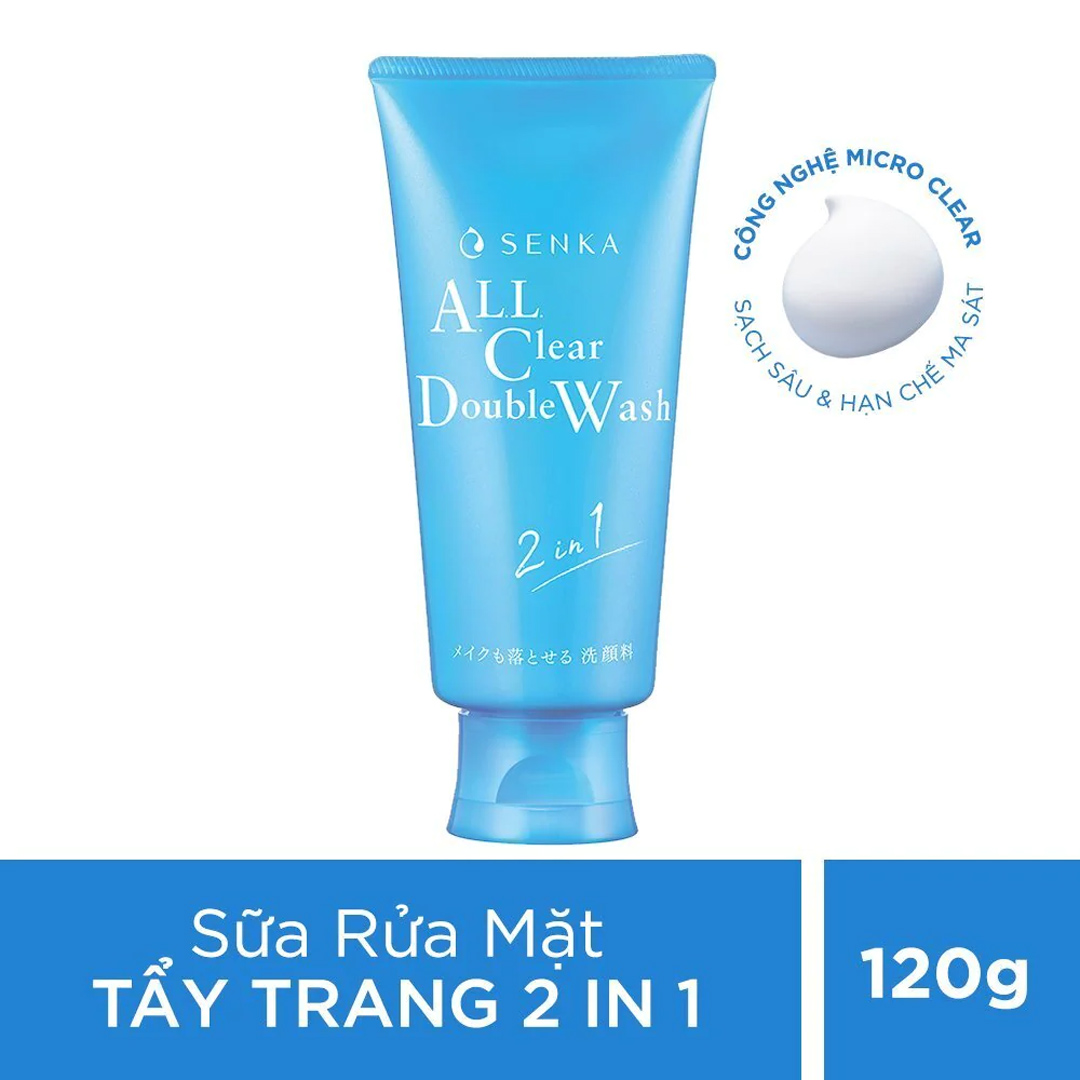 SENKA
A.L.L.
Clear
Double Wash
2 in 1
メイクも落とせる 洗顔料
CÔNG NGHỆ MICRO CLEAR
SẠCH SÂU & HẠN CHẾ MA SÁT
Sữa Rửa Mặt
TẨY TRANG 2 IN 1
120g